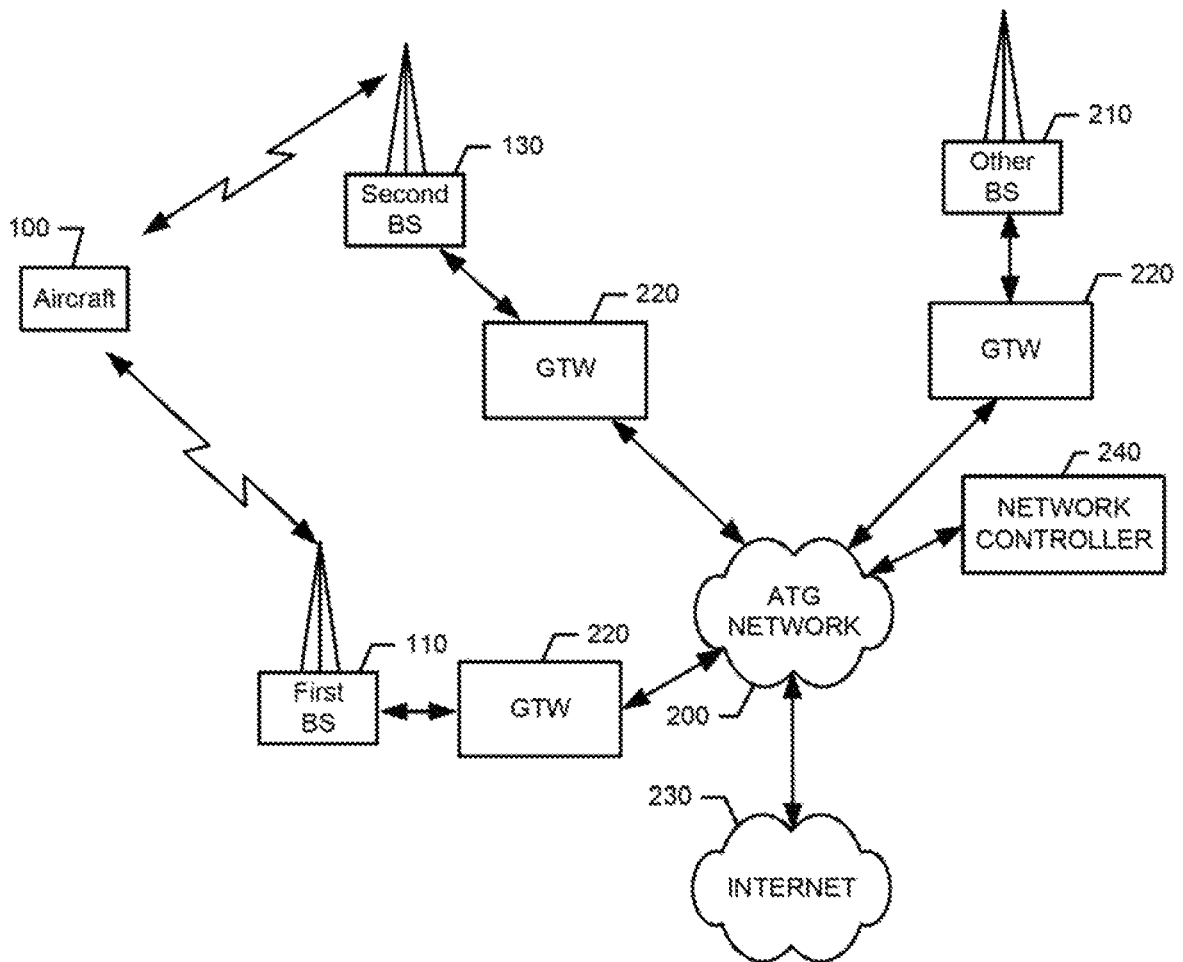 210
Other
BS
130
Second
BS
100
Aircraft
220
GTW
220
GTW
240
NETWORK
CONTROLLER
ATG
NETWORK
200
110
First
BS
220
GTW
230
INTERNET